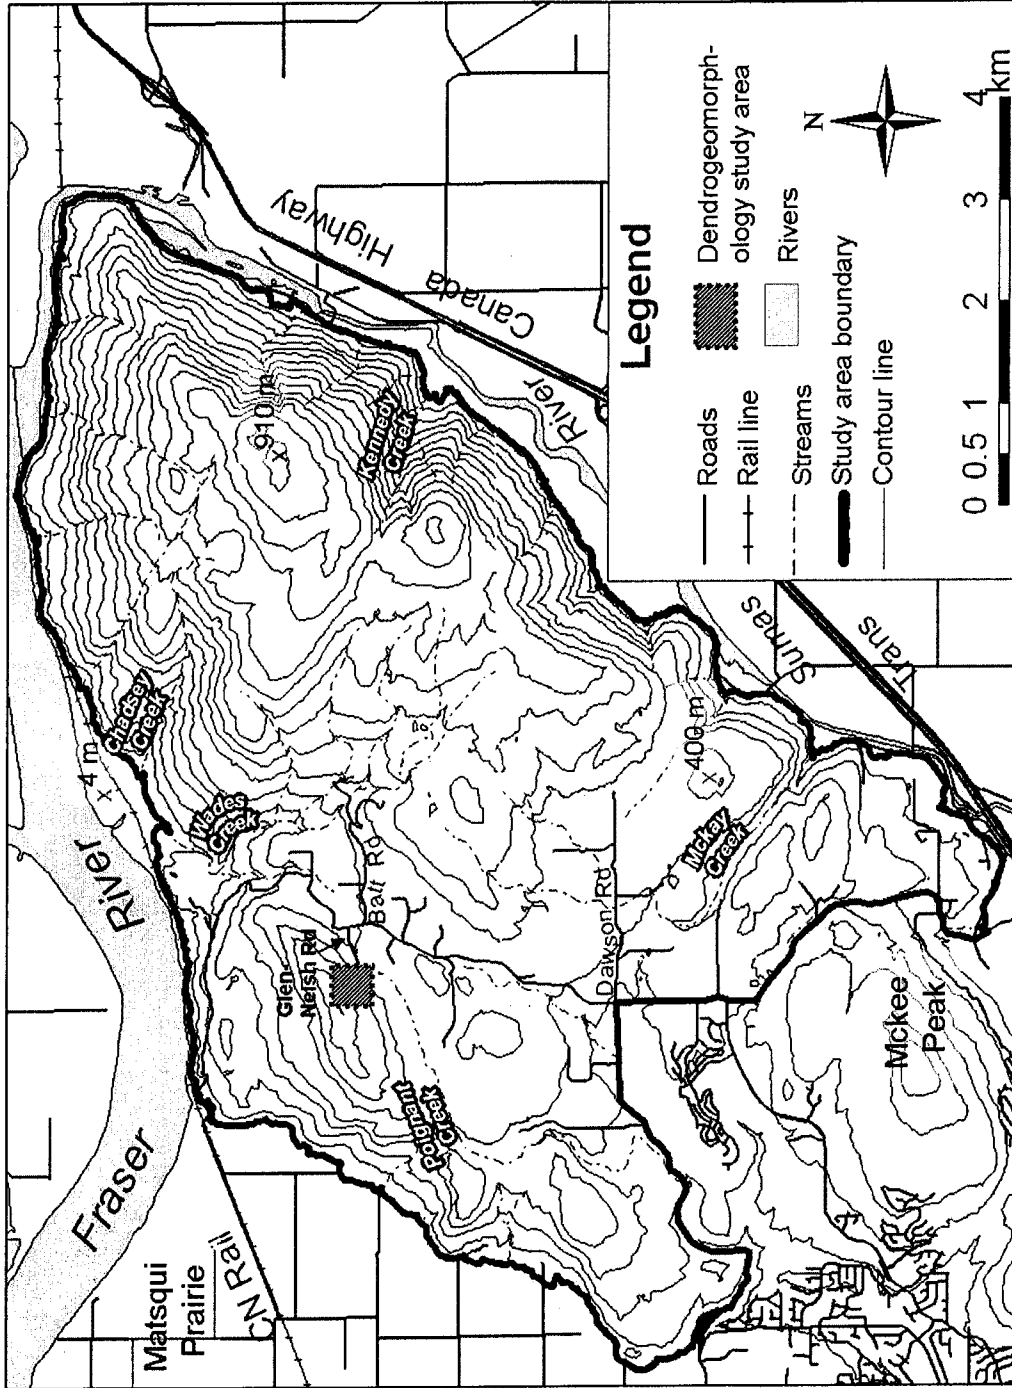 Fraser
River
Matsqui
Prairie
CN Rail
x 4 m
Chadsey
Creek
Wades
Creek
Glen-
Neish Rd
Batt Rd
Poignant
Creek
Dawson Rd
Mckay
Creek
x 400 m
x 910 m
Kennedy
Creek
Mckee
Peak
Sumas
River
Trans
Canada
Highway
Legend
Roads
Rail line
Streams
Study area boundary
Contour line
Dendrogeomorph-
ology study area
Rivers
N
0 0.5 1 2 3 4
km